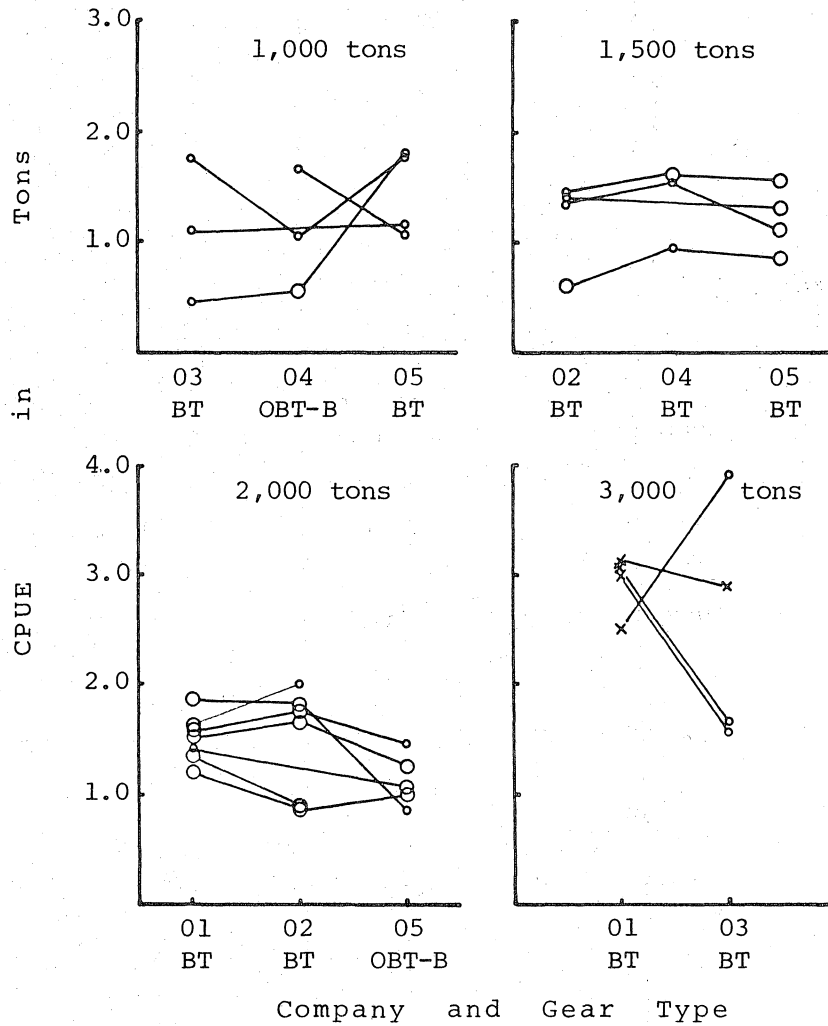 3.0
1,000 tons
1,500 tons
2.0
1.0
03 04 05
BT OBT-B BT
02 04 05
BT BT BT
4.0
2,000 tons
3,000 tons
3.0
2.0
1.0
01 02 05
BT BT OBT-B
01 03
BT BT
CPUE in Tons
Company and Gear Type